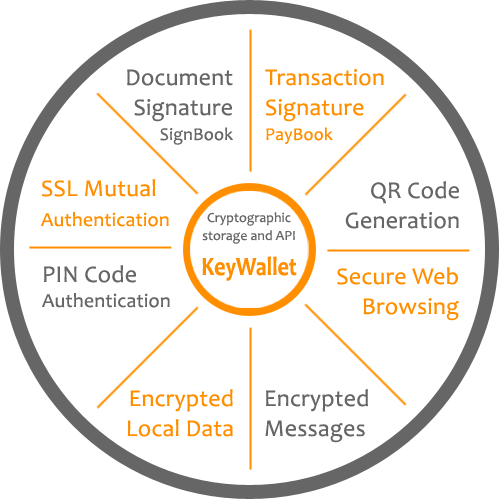 Document
Signature
SignBook
Transaction
Signature
PayBook
SSL Mutual
Authentication
QR Code
Generation
Cryptographic
storage and API
KeyWallet
PIN Code
Authentication
Secure Web
Browsing
Encrypted
Local Data
Encrypted
Messages